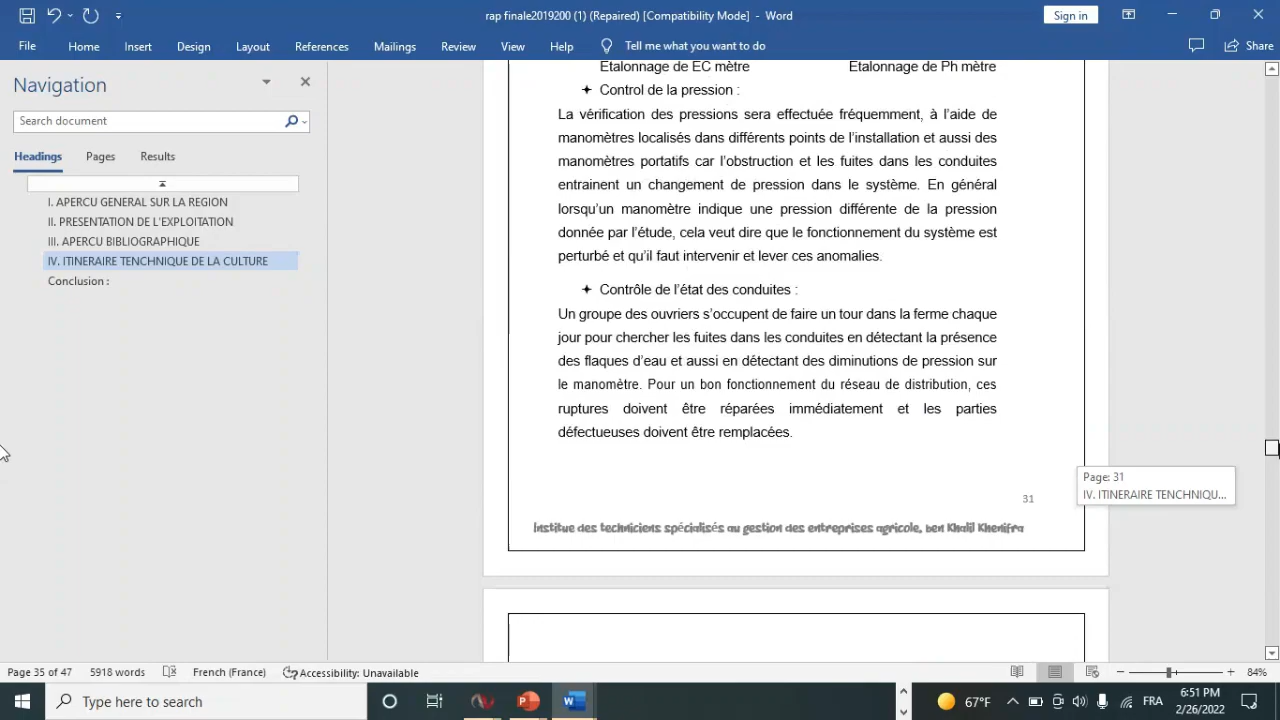 rap finale2019200 (1) (Repaired) [Compatibility Mode] - Word
Sign in
File Home Insert Design Layout References Mailings Review View Help Tell me what you want to do Share
Navigation
Search document
Headings Pages Results
I. APERCU GENERAL SUR LA REGION
II. PRESENTATION DE L'EXPLOITATION
III. APERCU BIBLIOGRAPHIQUE
IV. ITINERAIRE TENCHNIQUE DE LA CULTURE
Conclusion :
Etalonnage de EC mètre Etalonnage de Ph mètre
Control de la pression :
La vérification des pressions sera effectuée fréquemment, à l’aide de
manomètres localisés dans différents points de l’installation et aussi des
manomètres portatifs car l’obstruction et les fuites dans les conduites
entrainent un changement de pression dans le système. En général
lorsqu’un manomètre indique une pression différente de la pression
donnée par l’étude, cela veut dire que le fonctionnement du système est
perturbé et qu’il faut intervenir et lever ces anomalies.
Contrôle de l’état des conduites :
Un groupe des ouvriers s’occupent de faire un tour dans la ferme chaque
jour pour chercher les fuites dans les conduites en détectant la présence
des flaques d’eau et aussi en détectant des diminutions de pression sur
le manomètre. Pour un bon fonctionnement du réseau de distribution, ces
ruptures doivent être réparées immédiatement et les parties
défectueuses doivent être remplacées.
31
Institue des techniciens spécialisés au gestion des entreprises agricole, ben Khalil Khenifra
Page: 31
IV. ITINERAIRE TENCHNIQU...
Page 35 of 47 5918 words French (France) Accessibility: Unavailable 84%
Type here to search 67°F FRA 6:51 PM
2/26/2022